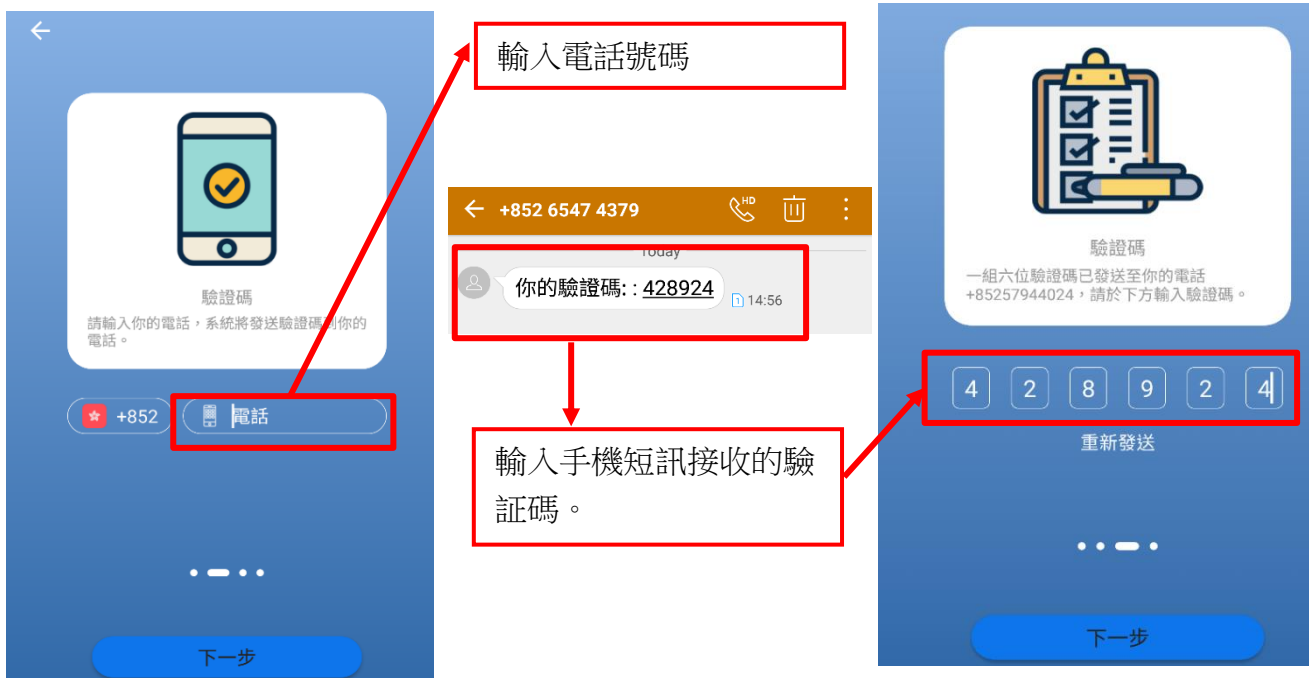 輸入電話號碼
驗證碼
請輸入你的電話，系統將發送驗證碼到你的
電話。
+852
電話
下一步
+852 6547 4379
HD
Today
你的驗證碼: : 428924
1 14:56
輸入手機短訊接收的驗
証碼。
驗證碼
一組六位驗證碼已發送至你的電話
+85257944024，請於下方輸入驗證碼。
4 2 8 9 2 4
重新發送
下一步